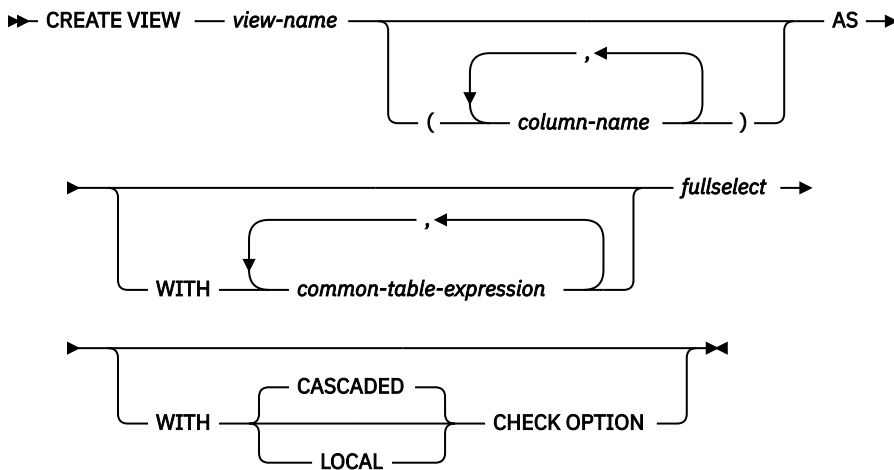 CREATE VIEW view-name AS
,
( column-name )
fullselect
,
WITH common-table-expression
CASCADED
WITH CHECK OPTION
LOCAL